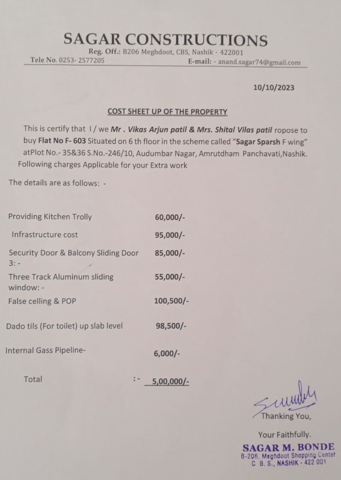 SAGAR CONSTRUCTIONS
Reg. Off.: B206 Meghdoot, CBS, Nashik - 422001
Tele No. 0253- 2577205 E-mail: - anand.sagar74@gmail.com
10/10/2023
COST SHEET UP OF THE PROPERTY
This is certify that I / we Mr . Vikas Arjun patil & Mrs. Shital Vilas patil ropose to
buy Flat No F- 603 Situated on 6 th floor in the scheme called "Sagar Sparsh F wing"
atPlot No.- 35&36 S.No.-246/10, Audumbar Nagar, Amrutdham Panchavati,Nashik.
Following charges Applicable for your Extra work
The details are as follows: -
Providing Kitchen Trolly 60,000/-
Infrastructure cost 95,000/-
Security Door & Balcony Sliding Door 85,000/-
3: -
Three Track Aluminum sliding 55,000/-
window: -
False celling & POP 100,500/-
Dado tils (For toilet) up slab level 98,500/-
Internal Gass Pipeline- 6,000/-
Total :- 5,00,000/-
Thanking You,
Your Faithfully.
SAGAR M. BONDE
B-206, Meghdoot Shopping Center
C. B. S., NASHIK - 422 001